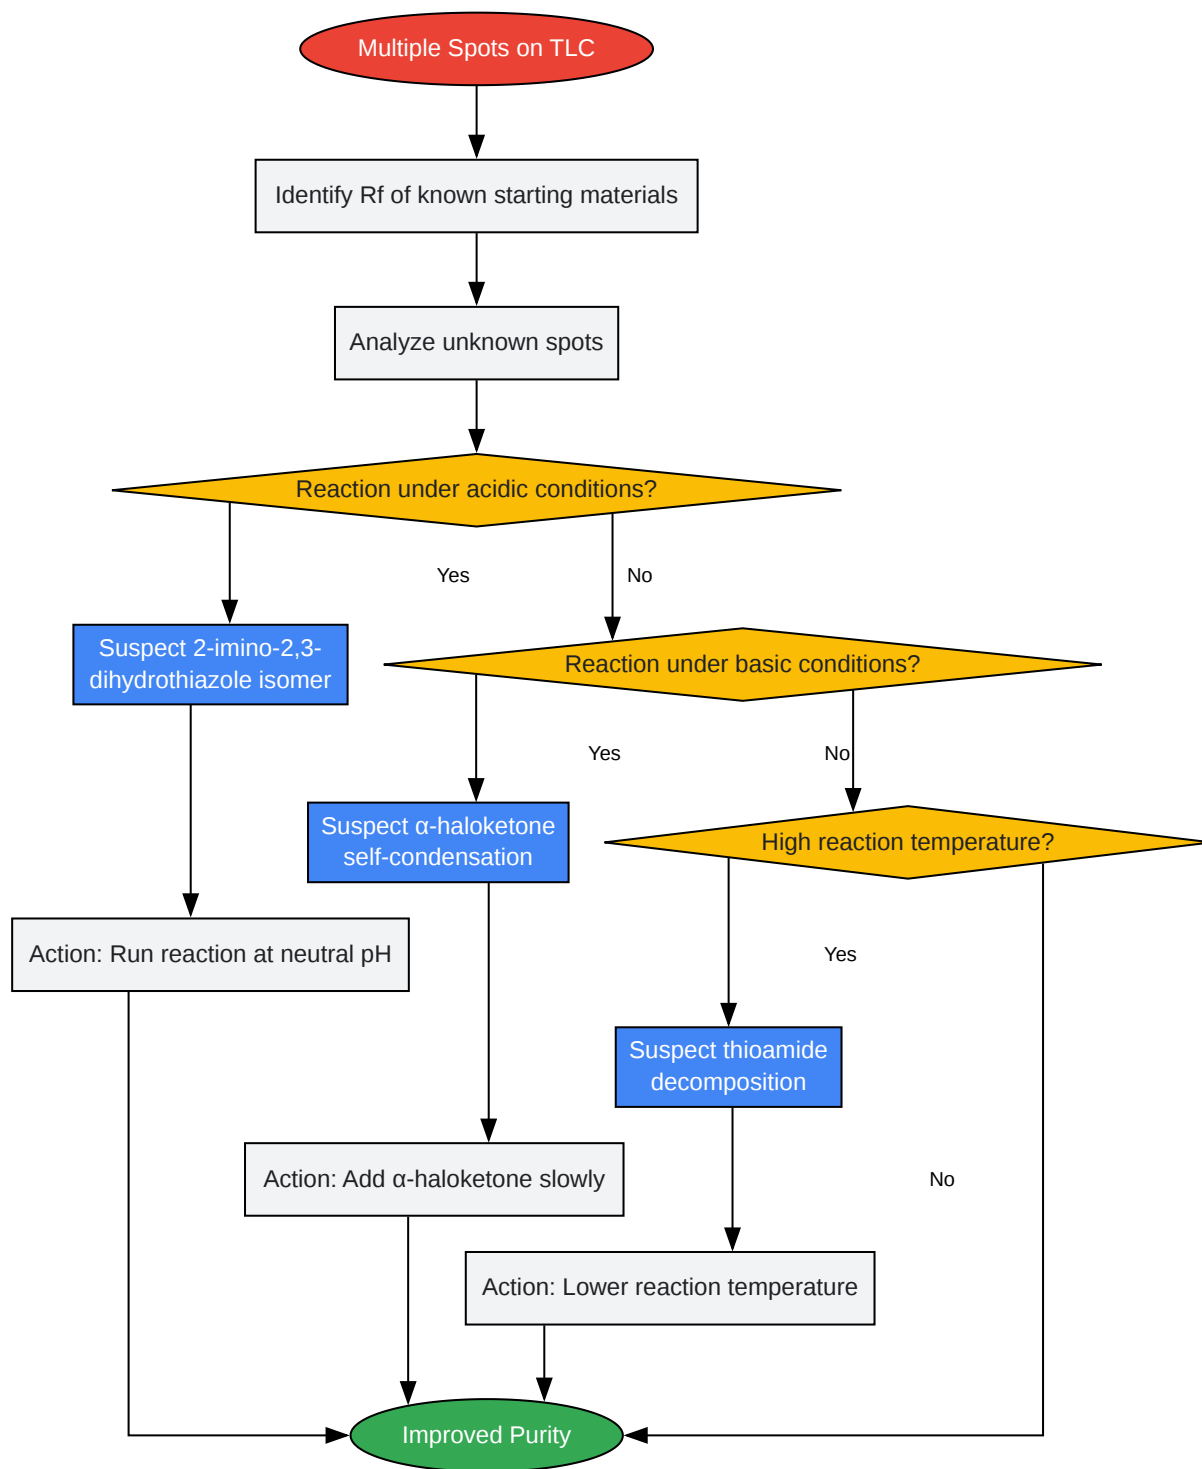 Multiple Spots on TLC
Identify Rf of known starting materials
Analyze unknown spots
Reaction under acidic conditions?
Yes
No
Suspect 2-imino-2,3-
dihydrothiazole isomer
Reaction under basic conditions?
Yes
No
Suspect α-haloketone
self-condensation
High reaction temperature?
Action: Run reaction at neutral pH
Yes
Suspect thioamide
decomposition
Action: Add α-haloketone slowly
No
Action: Lower reaction temperature
Improved Purity